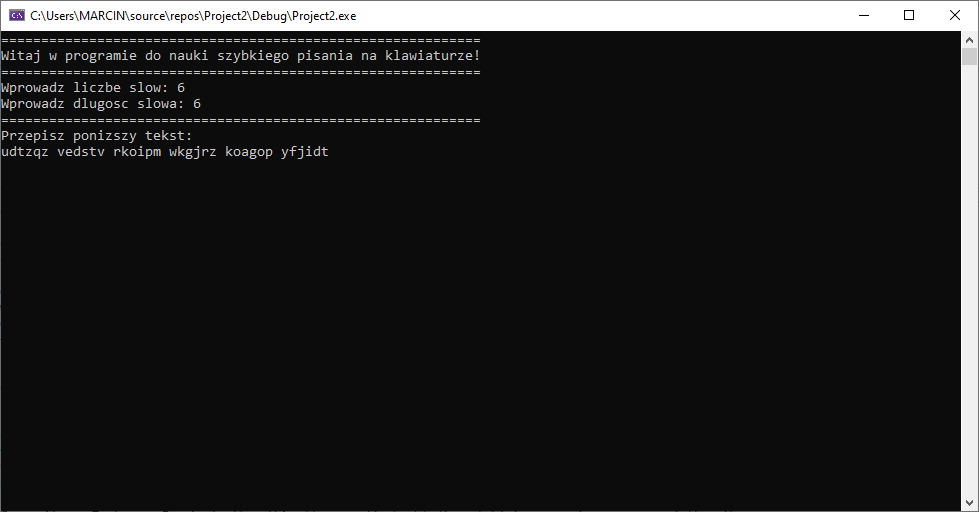 C:\Users\MARCIN\source\repos\Project2\Debug\Project2.exe
============================================================
Witaj w programie do nauki szybkiego pisania na klawiaturze!
============================================================
Wprowadz liczbe slow: 6
Wprowadz dlugosc slowa: 6
============================================================
Przepisz ponizszy tekst:
udtzqz vedstv rkoipm wkgjrz koagop yfjidt